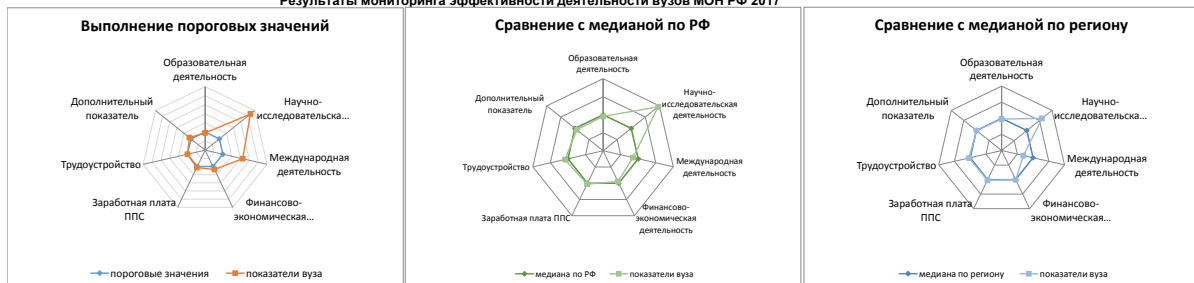 Результаты мониторинга эффективности деятельности вузов МОН РФ 2017
Выполнение пороговых значений
Образовательная
деятельность
Научно-
исследовательска...
Международная
деятельность
Финансово-
экономическая...
Заработная плата
ППС
Трудоустройство
Дополнительный
показатель
пороговые значения
показатели вуза
Сравнение с медианой по РФ
Образовательная
деятельность
Научно-
исследовательская
деятельность
Международная
деятельность
Финансово-
экономическая
деятельность
Заработная плата ППС
Трудоустройство
Дополнительный
показатель
медиана по РФ
показатели вуза
Сравнение с медианой по региону
Образовательная
деятельность
Научно-
исследовательска...
Международная
деятельность
Финансово-
экономическая...
Заработная плата
ППС
Трудоустройство
Дополнительный
показатель
медиана по региону
показатели вуза